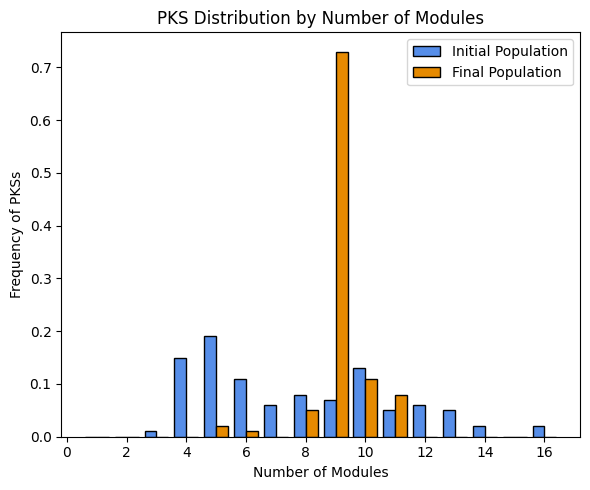 PKS Distribution by Number of Modules
Initial Population
Final Population
Frequency of PKSs
0.7
0.6
0.5
0.4
0.3
0.2
0.1
0.0
0 2 4 6 8 10 12 14 16
Number of Modules